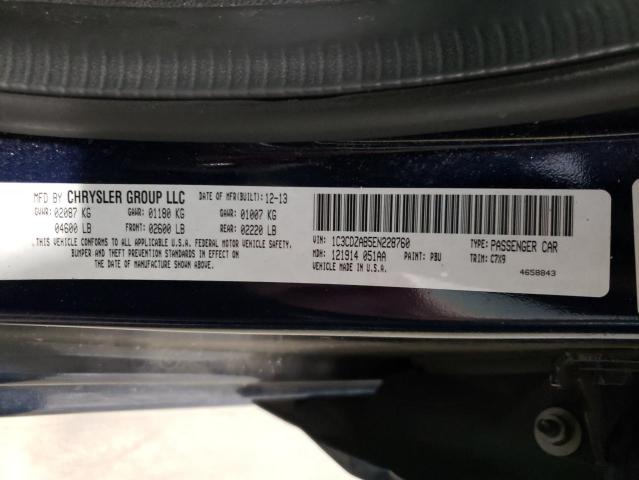 MFD BY CHRYSLER GROUP LLC DATE OF MFR(BUILT): 12-13
GVWR: 02087 KG GAWR: 01180 KG GAWR: 01007 KG
04600 LB FRONT: 02600 LB REAR: 02220 LB
THIS VEHICLE CONFORMS TO ALL APPLICABLE U.S.A. FEDERAL MOTOR VEHICLE SAFETY,
BUMPER AND THEFT PREVENTION STANDARDS IN EFFECT ON
THE DATE OF MANUFACTURE SHOWN ABOVE.
VIN: 1C3CDZAB5EN228760 TYPE: PASSENGER CAR
MDH: 121914 051AA PAINT: PBU TRIM: C7X9
VEHICLE MADE IN U.S.A.
4658843